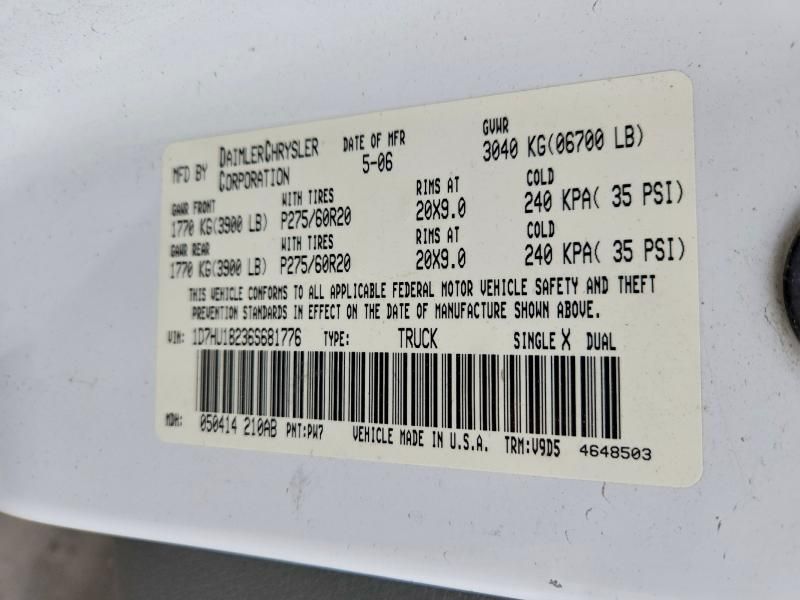 MFD BY DAIMLERCHRYSLER CORPORATION DATE OF MFR 5-06 GVWR 3040 KG(06700 LB)
GAWR FRONT WITH TIRES RIMS AT COLD
1770 KG(3900 LB) P275/60R20 20X9.0 240 KPA( 35 PSI)
GAWR REAR WITH TIRES RIMS AT COLD
1770 KG(3900 LB) P275/60R20 20X9.0 240 KPA( 35 PSI)
THIS VEHICLE CONFORMS TO ALL APPLICABLE FEDERAL MOTOR VEHICLE SAFETY AND THEFT
PREVENTION STANDARDS IN EFFECT ON THE DATE OF MANUFACTURE SHOWN ABOVE.
VIN: 1D7HU18236S681776 TYPE: TRUCK SINGLE X DUAL
MDH: 050414 210AB PNT:PW7 VEHICLE MADE IN U.S.A. TRM:V9D5 4648503